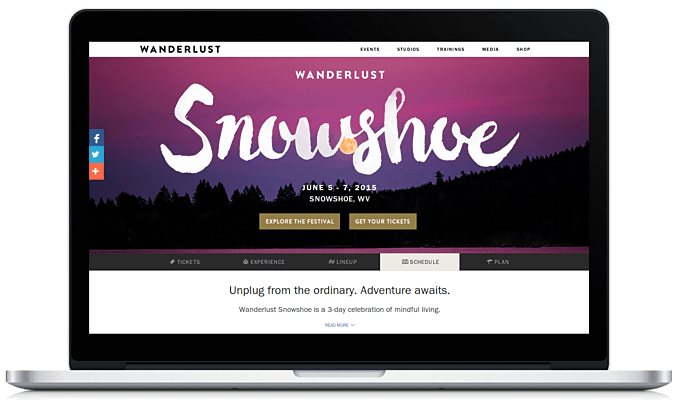 WANDERLUST
EVENTS STUDIOS TRAININGS MEDIA SHOP
WANDERLUST
Snowshoe
JUNE 5 - 7, 2015
SNOWSHOE, WV
EXPLORE THE FESTIVAL GET YOUR TICKETS
TICKETS EXPERIENCE LINEUP SCHEDULE PLAN
Unplug from the ordinary. Adventure awaits.
Wanderlust Snowshoe is a 3-day celebration of mindful living.
READ MORE